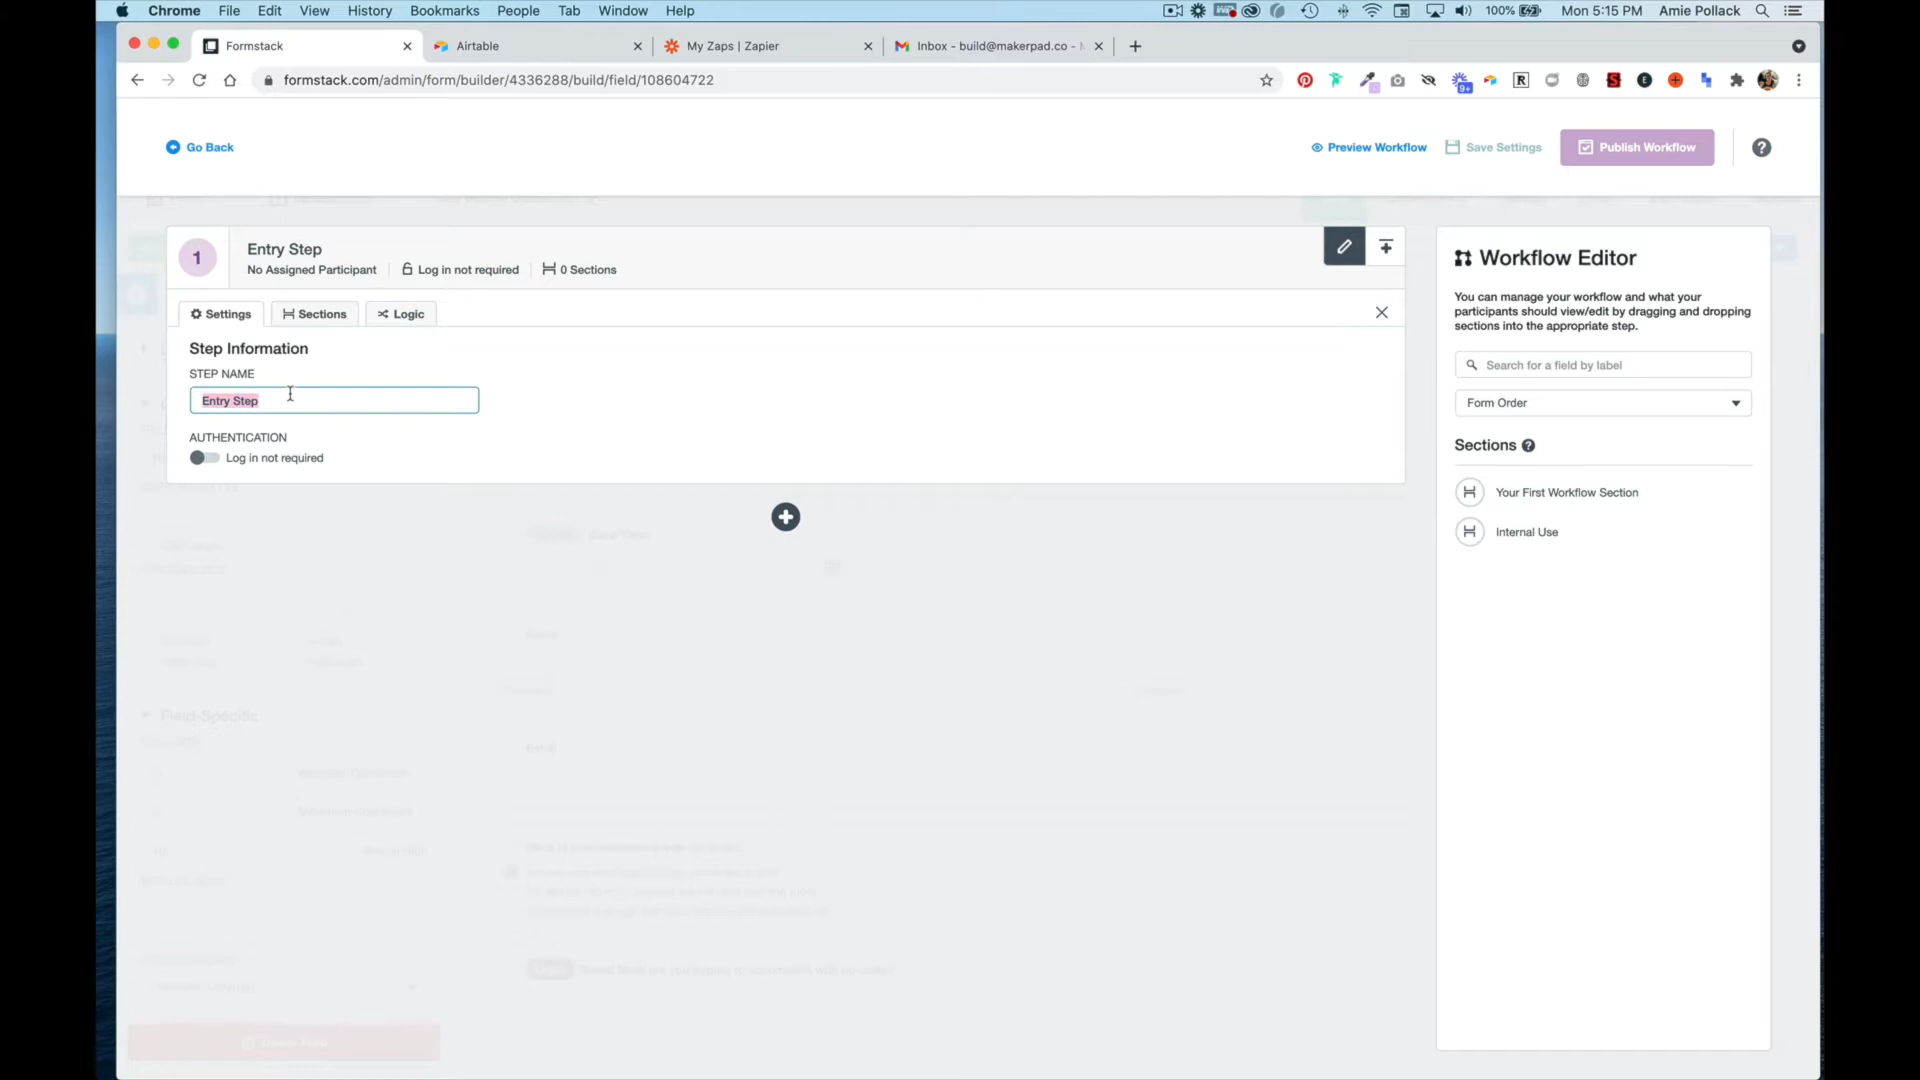 Chrome File Edit View History Bookmarks People Tab Window Help 100% Mon 5:15 PM Amie Pollack
Formstack Airtable My Zaps | Zapier Inbox - build@makerpad.co -
formstack.com/admin/form/builder/4336288/build/field/108604722
9+
Go Back Preview Workflow Save Settings Publish Workflow
1 Entry Step
No Assigned Participant Log in not required 0 Sections
Settings Sections Logic
Step Information
STEP NAME
Entry Step
AUTHENTICATION
Log in not required
Workflow Editor
You can manage your workflow and what your
participants should view/edit by dragging and dropping
sections into the appropriate step.
Search for a field by label
Form Order
Sections
Your First Workflow Section
Internal Use
Field-Specific
Email